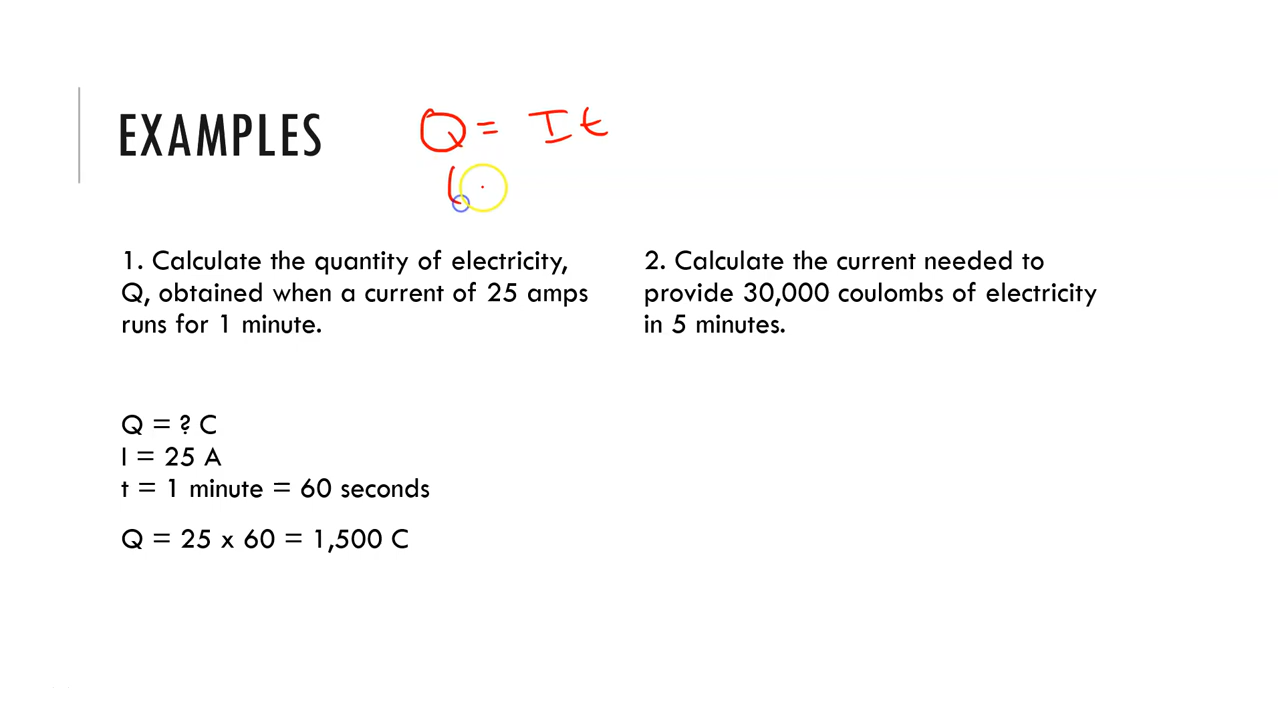 EXAMPLES
Q = It
1. Calculate the quantity of electricity,
Q, obtained when a current of 25 amps
runs for 1 minute.
2. Calculate the current needed to
provide 30,000 coulombs of electricity
in 5 minutes.
Q = ? C
I = 25 A
t = 1 minute = 60 seconds
Q = 25 x 60 = 1,500 C